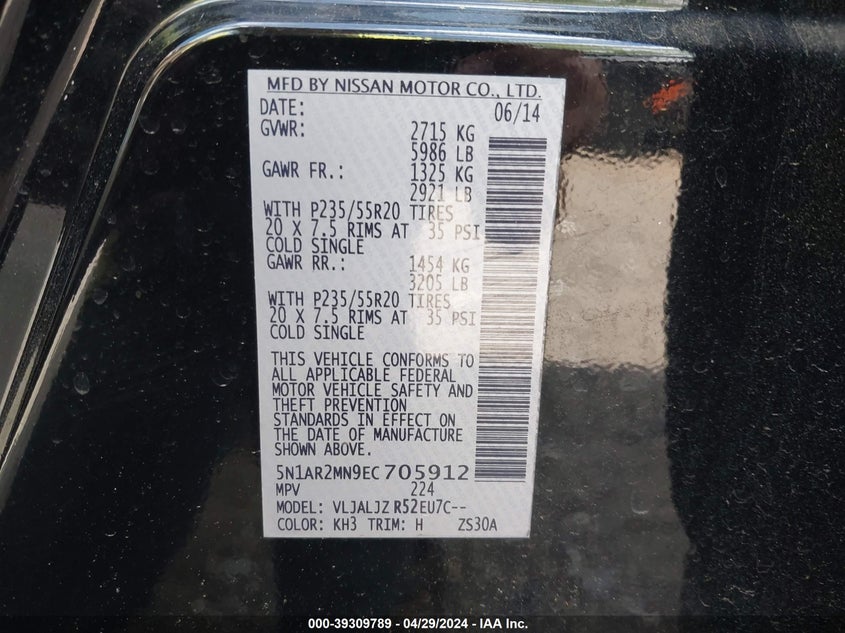 MFD BY NISSAN MOTOR CO., LTD.
DATE: 06/14
GVWR: 2715 KG
5986 LB
GAWR FR.: 1325 KG
2921 LB
WITH P235/55R20 TIRES
20 X 7.5 RIMS AT 35 PSI
COLD SINGLE
GAWR RR.: 1454 KG
3205 LB
WITH P235/55R20 TIRES
20 X 7.5 RIMS AT 35 PSI
COLD SINGLE
THIS VEHICLE CONFORMS TO
ALL APPLICABLE FEDERAL
MOTOR VEHICLE SAFETY AND
THEFT PREVENTION
STANDARDS IN EFFECT ON
THE DATE OF MANUFACTURE
SHOWN ABOVE.
5N1AR2MN9EC705912
MPV 224
MODEL: VLJALJZ R52EU7C--
COLOR: KH3 TRIM: H ZS30A
000-39309789 - 04/29/2024 - IAA Inc.